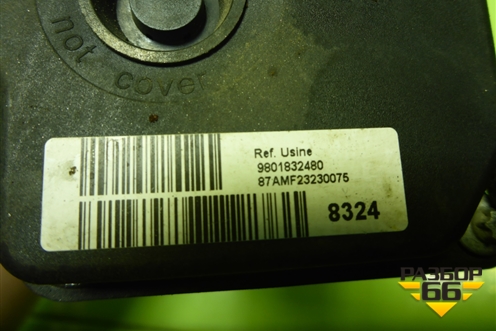 not cover
Ref. Usine
9801832480
87AMF23230075
8324
РАЗБОР
66